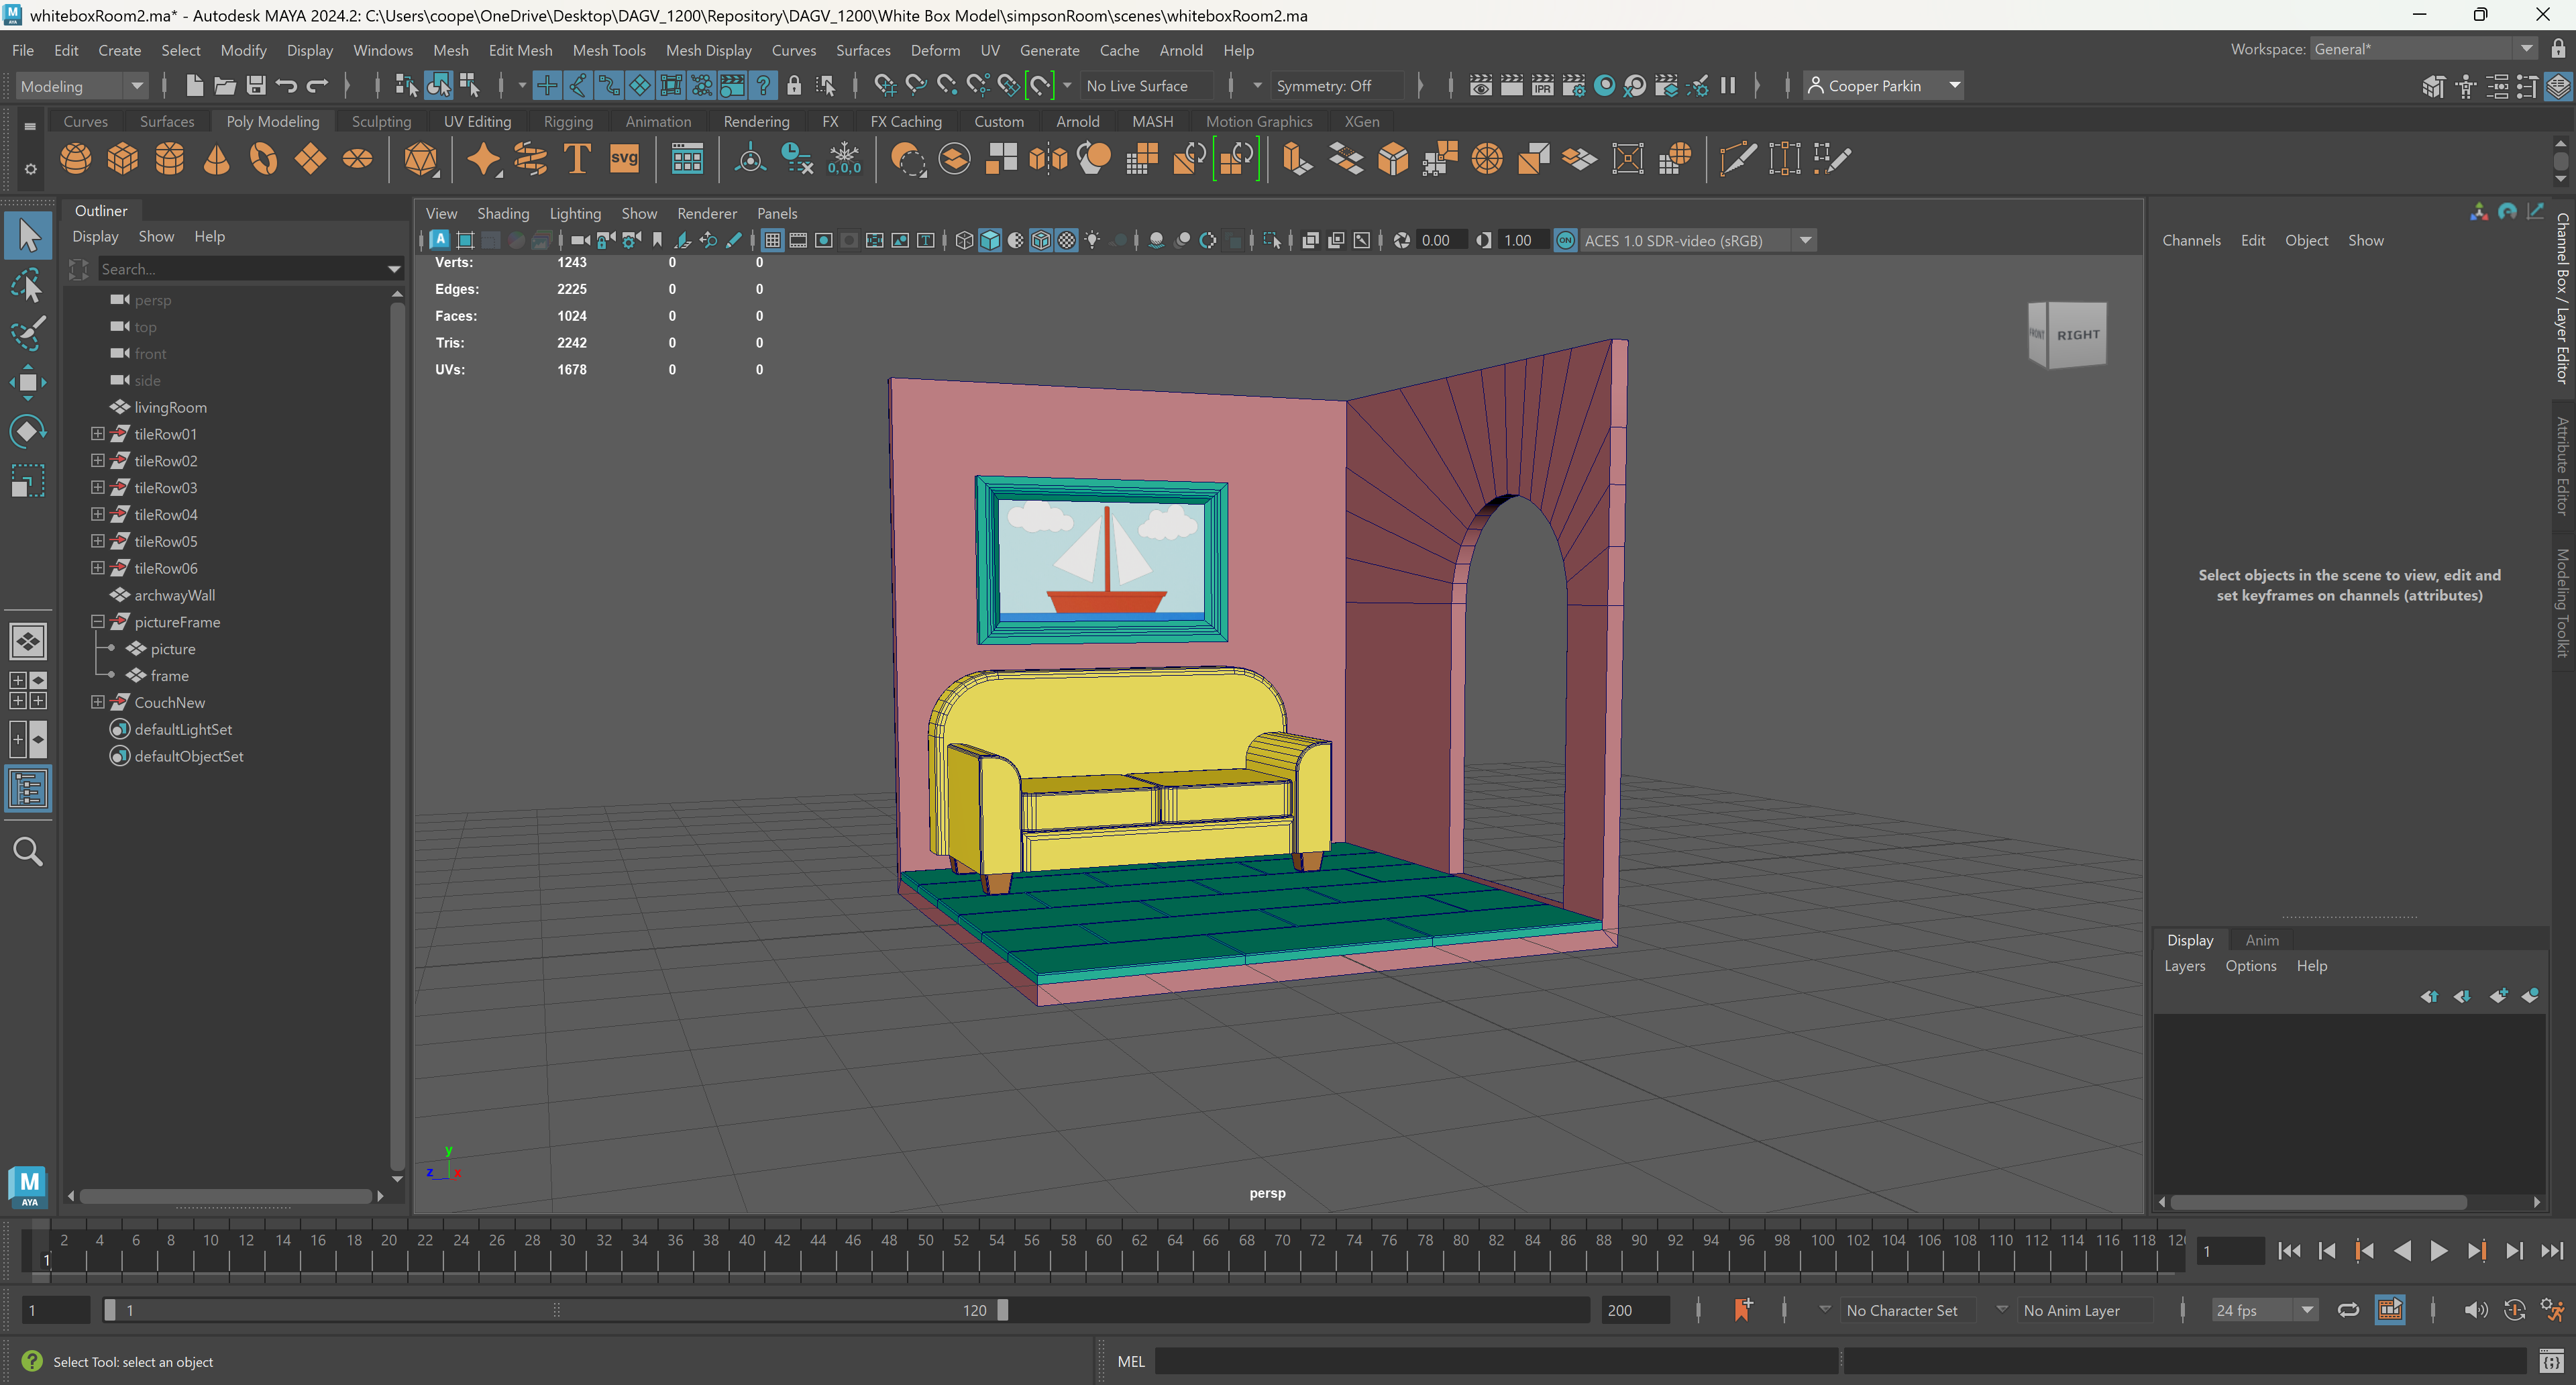 whiteboxRoom2.ma* - Autodesk MAYA 2024.2: C:\Users\coope\OneDrive\Desktop\DAGV_1200\Repository\DAGV_1200\White Box Model\simpsonRoom\scenes\whiteboxRoom2.ma
File Edit Create Select Modify Display Windows Mesh Edit Mesh Mesh Tools Mesh Display Curves Surfaces Deform UV Generate Cache Arnold Help
Workspace: General*
Modeling
No Live Surface
Symmetry: Off
IPR
Cooper Parkin
Curves Surfaces Poly Modeling Sculpting UV Editing Rigging Animation Rendering FX FX Caching Custom Arnold MASH Motion Graphics XGen
T svg 0,0,0
Outliner
Display Show Help
Search...
persp
top
front
side
livingRoom
tileRow01
tileRow02
tileRow03
tileRow04
tileRow05
tileRow06
archwayWall
pictureFrame
picture
frame
CouchNew
defaultLightSet
defaultObjectSet
View Shading Lighting Show Renderer Panels
0.00 1.00 ON ACES 1.0 SDR-video (sRGB)
Verts: 1243 0 0
Edges: 2225 0 0
Faces: 1024 0 0
Tris: 2242 0 0
UVs: 1678 0 0
FRONT RIGHT
y
z x
persp
Channels Edit Object Show
Select objects in the scene to view, edit and
set keyframes on channels (attributes)
Channel Box / Layer Editor
Attribute Editor
Modeling Toolkit
Display Anim
Layers Options Help
M
AYA
1 2 4 6 8 10 12 14 16 18 20 22 24 26 28 30 32 34 36 38 40 42 44 46 48 50 52 54 56 58 60 62 64 66 68 70 72 74 76 78 80 82 84 86 88 90 92 94 96 98 100 102 104 106 108 110 112 114 116 118
1
1 1 120 200
No Character Set
No Anim Layer
24 fps
Select Tool: select an object
MEL